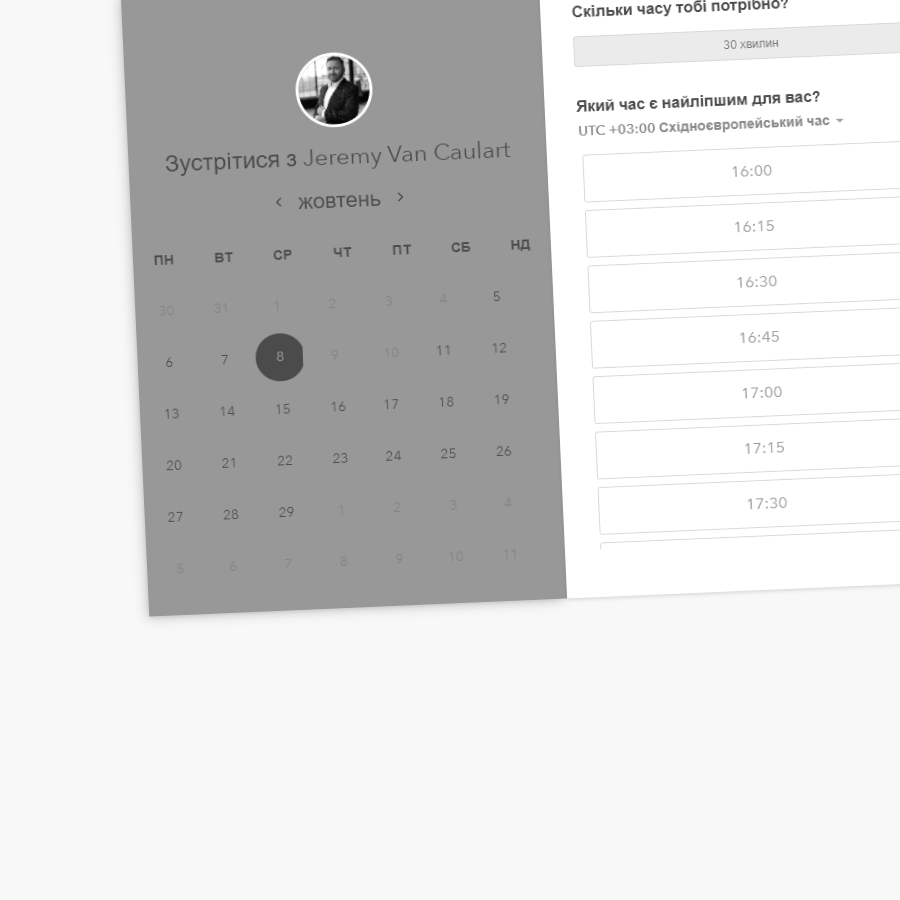 Скільки часу тобі потрібно?
30 хвилин
Зустрітися з Jeremy Van Caulart
жовтень
ПН ВТ СР ЧТ ПТ СБ НД
30 31 1 2 3 4 5
6 7 8 9 10 11 12
13 14 15 16 17 18 19
20 21 22 23 24 25 26
27 28 29 1 2 3 4
5 6 7 8 9 10 11
Який час є найліпшим для вас?
UTC +03:00 Східноєвропейський час
16:00
16:15
16:30
16:45
17:00
17:15
17:30